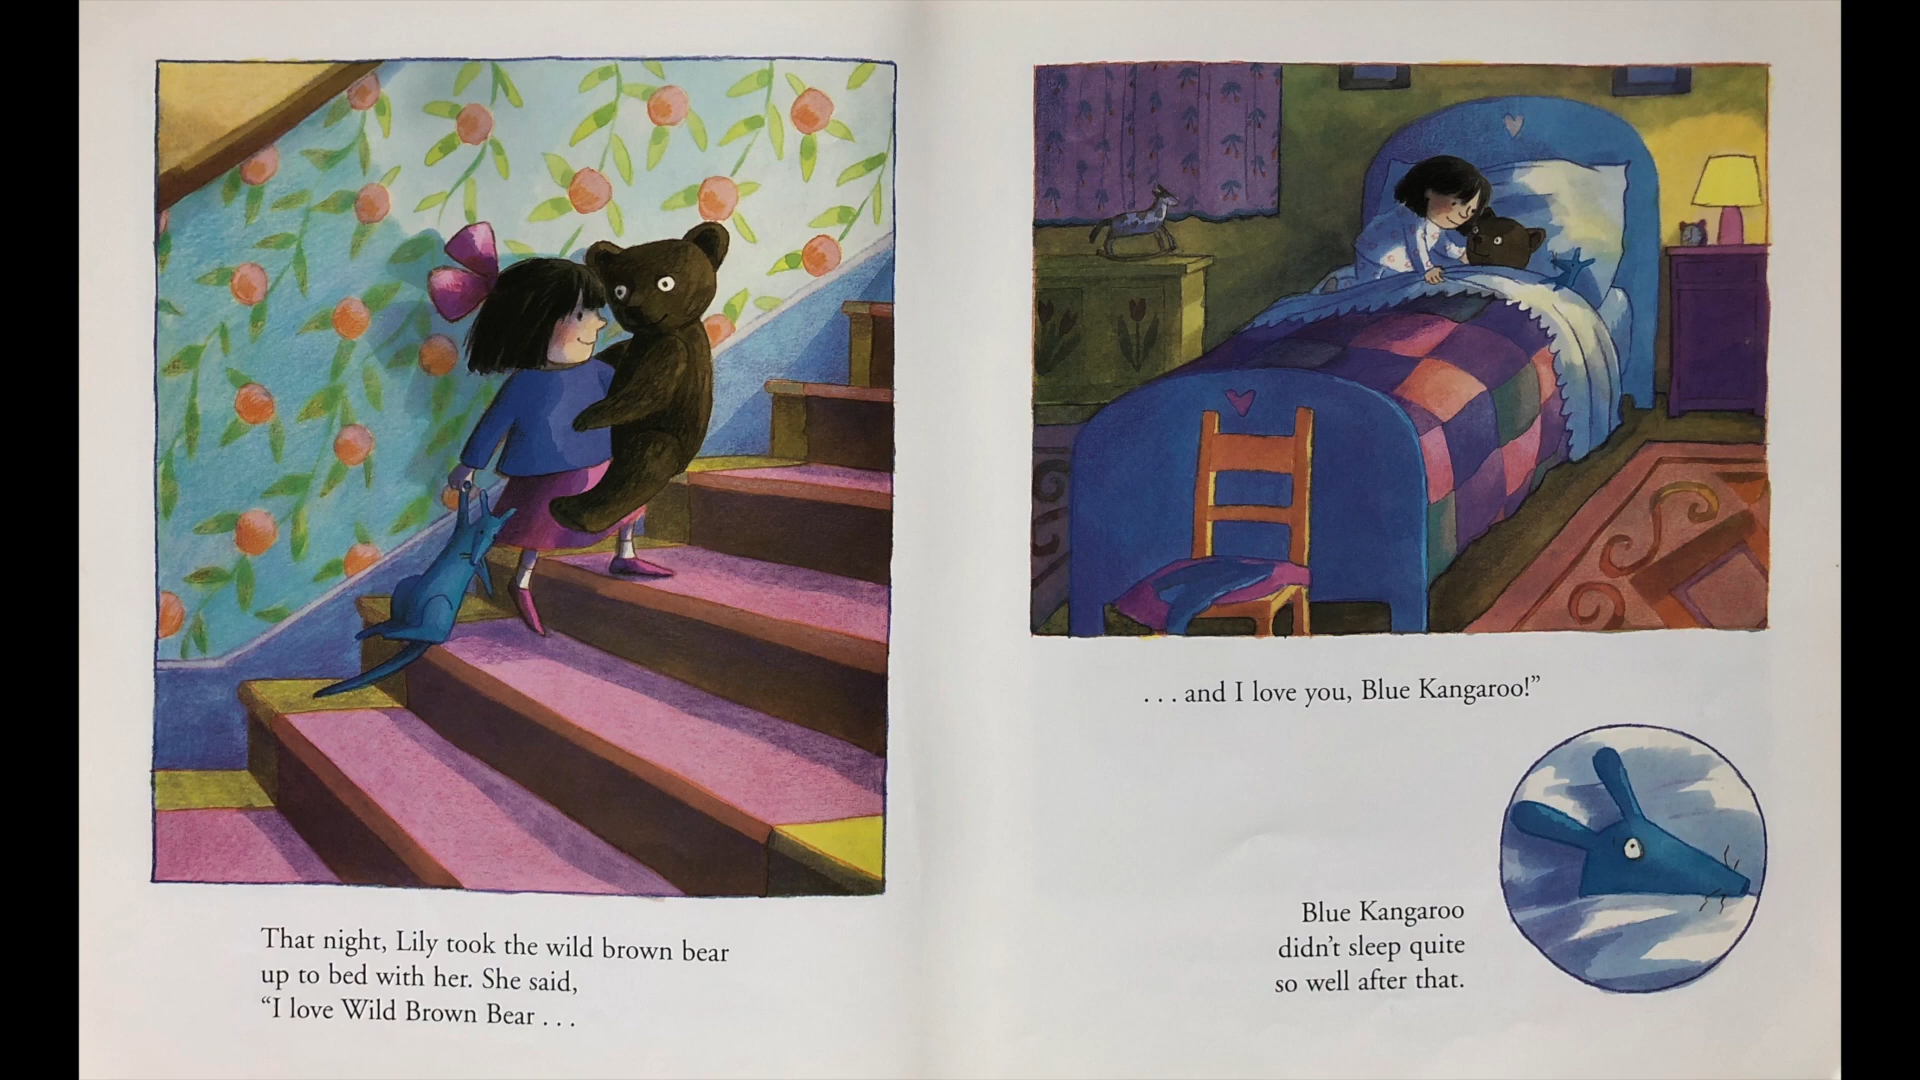 That night, Lily took the wild brown bear
up to bed with her. She said,
“I love Wild Brown Bear . . .
. . . and I love you, Blue Kangaroo!”
Blue Kangaroo
didn’t sleep quite
so well after that.